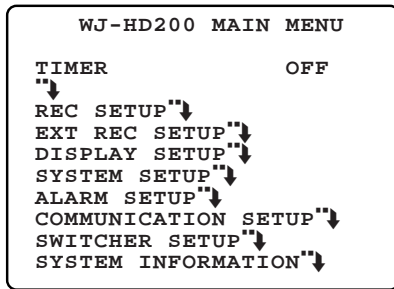 WJ-HD200 MAIN MENU
TIMER OFF
REC SETUP
EXT REC SETUP
DISPLAY SETUP
SYSTEM SETUP
ALARM SETUP
COMMUNICATION SETUP
SWITCHER SETUP
SYSTEM INFORMATION